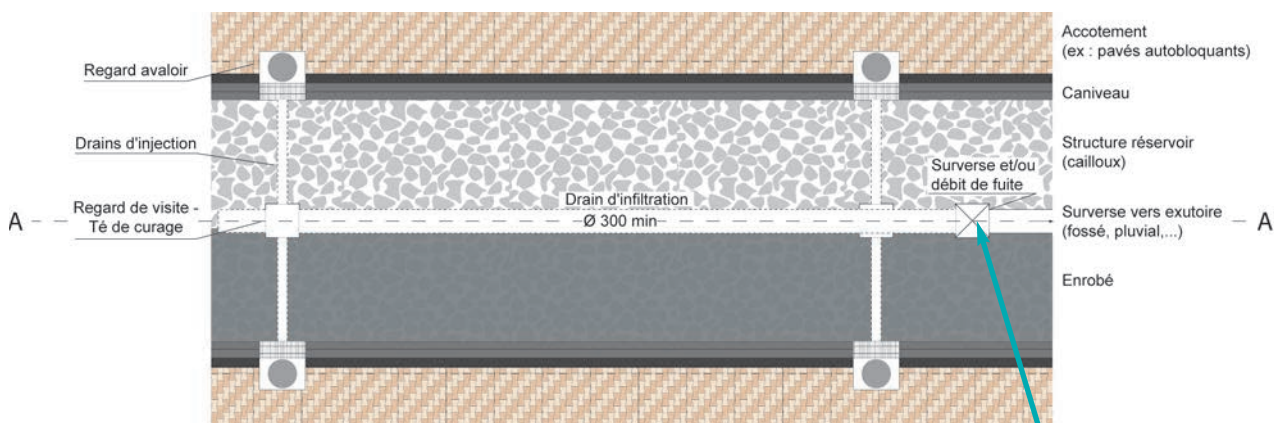 Regard avaloir
Drains d'injection
Regard de visite -
Té de curage
A
Drain d'infiltration
Ø 300 min
Surverse et/ou
débit de fuite
Accotement
(ex : pavés autobloquants)
Caniveau
Structure réservoir
(cailloux)
Surverse vers exutoire
(fossé, pluvial,...)
A
Enrobé